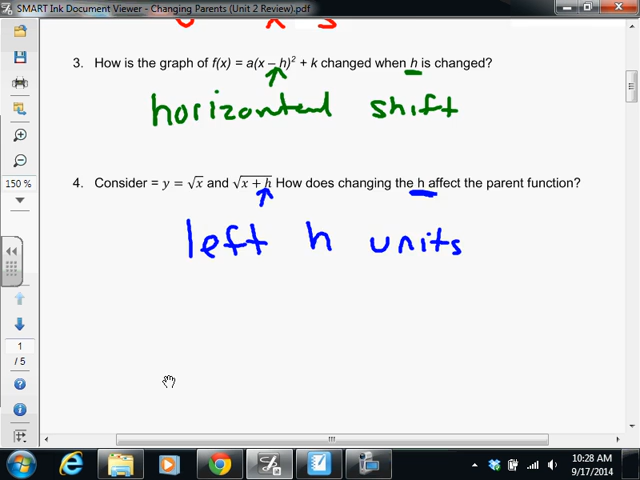 SMART Ink Document Viewer - Changing Parents (Unit 2 Review).pdf
3. How is the graph of f(x) = a(x – h)² + k changed when h is changed?
horizontal shift
4. Consider = y = √x and √x + h How does changing the h affect the parent function?
left h units
150 %
1
/ 5
10:28 AM
9/17/2014